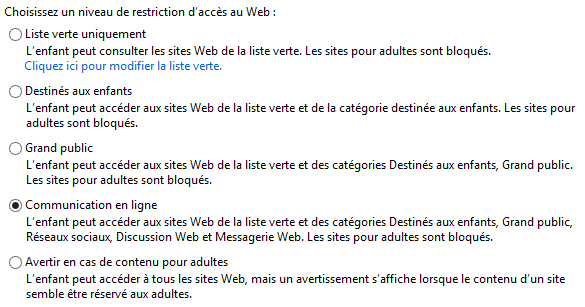 Choisissez un niveau de restriction d'accès au Web :
Liste verte uniquement
L'enfant peut consulter les sites Web de la liste verte. Les sites pour adultes sont bloqués.
Cliquez ici pour modifier la liste verte.
Destinés aux enfants
L'enfant peut accéder aux sites Web de la liste verte et de la catégorie destinée aux enfants. Les sites pour
adultes sont bloqués.
Grand public
L'enfant peut accéder aux sites Web de la liste verte et des catégories Destinés aux enfants, Grand public.
Les sites pour adultes sont bloqués.
Communication en ligne
L'enfant peut accéder aux sites Web de la liste verte et des catégories Destinés aux enfants, Grand public,
Réseaux sociaux, Discussion Web et Messagerie Web. Les sites pour adultes sont bloqués.
Avertir en cas de contenu pour adultes
L'enfant peut accéder à tous les sites Web, mais un avertissement s'affiche lorsque le contenu d'un site
semble être réservé aux adultes.